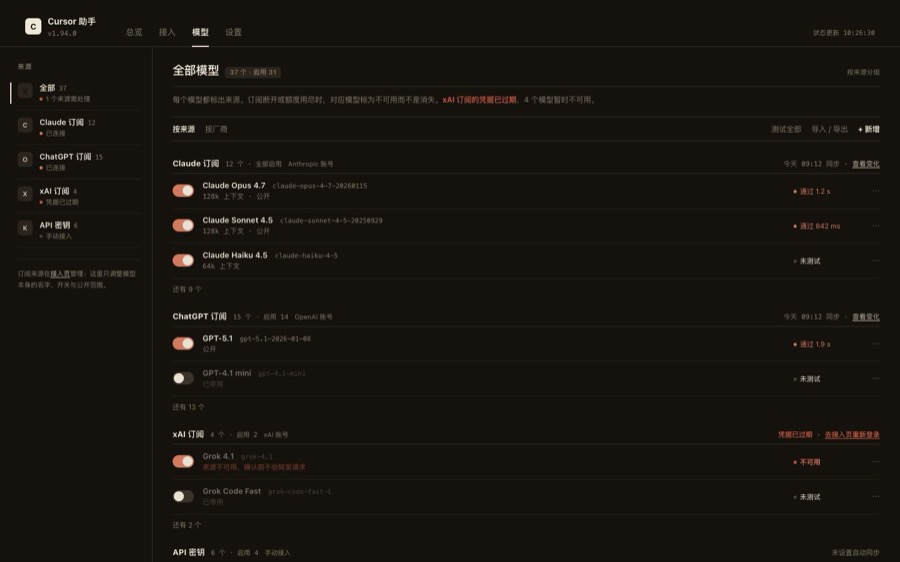 C
Cursor 助手
v1.94.0
总览 接入 模型 设置
状态更新 10:26:30
来源
全部 37
1 个来源需处理
C
Claude 订阅 12
已连接
O
ChatGPT 订阅 15
已连接
X
xAI 订阅 4
凭据已过期
K
API 密钥 6
手动接入
订阅来源在接入页管理；这里只调整模型
本身的名字、开关与公开范围。
全部模型 37 个 · 启用 31
按来源分组
每个模型都标出来源。订阅断开或额度用尽时，对应模型标为不可用而不是消失。xAI 订阅的凭据已过期，4 个模型暂时不可用。
按来源 按厂商
测试全部 导入 / 导出 + 新增
Claude 订阅 12 个 · 全部启用 Anthropic 账号
今天 09:12 同步 · 查看变化
Claude Opus 4.7 claude-opus-4-7-20260115
128k 上下文 · 公开
通过 1.2 s ···
Claude Sonnet 4.5 claude-sonnet-4-5-20250929
128k 上下文 · 公开
通过 842 ms ···
Claude Haiku 4.5 claude-haiku-4-5
64k 上下文
未测试 ···
还有 9 个
ChatGPT 订阅 15 个 · 启用 14 OpenAI 账号
今天 09:12 同步 · 查看变化
GPT-5.1 gpt-5.1-2026-01-08
公开
通过 1.9 s ···
GPT-4.1 mini gpt-4.1-mini
已停用
未测试 ···
还有 13 个
xAI 订阅 4 个 · 启用 2 xAI 账号
凭据已过期 · 去接入页重新登录
Grok 4.1 grok-4.1
来源不可用，确认前不会转发请求
不可用 ···
Grok Code Fast grok-code-fast-1
已停用
未测试 ···
还有 2 个
API 密钥 6 个 · 启用 4 手动接入
未设置自动同步